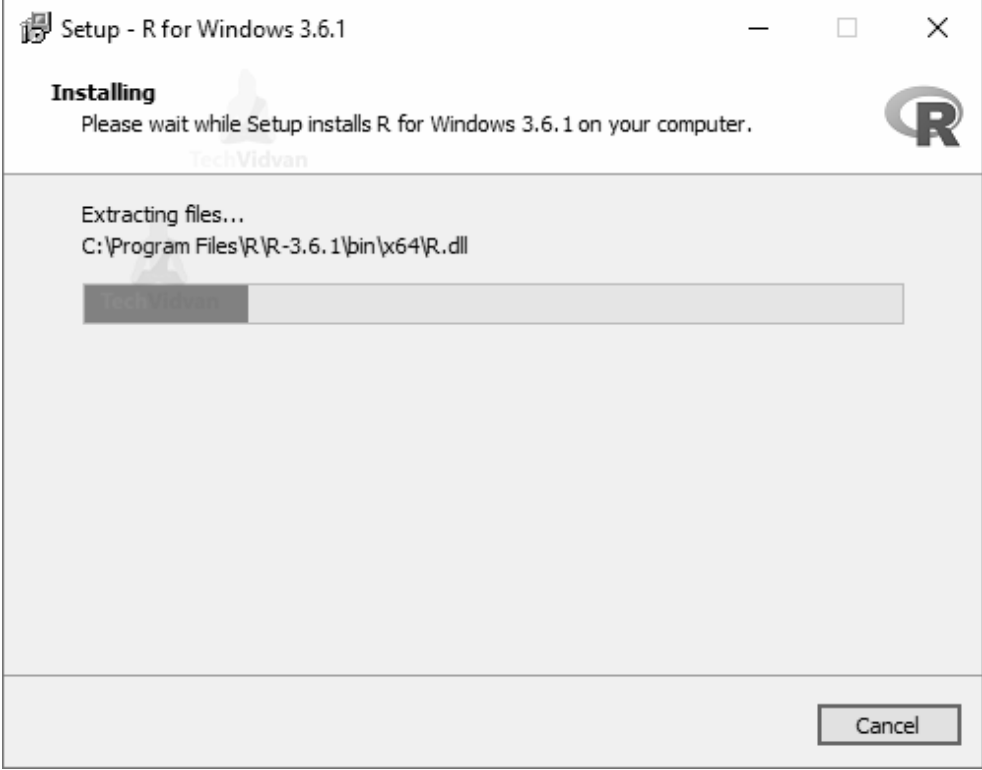 Setup - R for Windows 3.6.1
Installing
Please wait while Setup installs R for Windows 3.6.1 on your computer.
R
TechVidvan
Extracting files...
C:\Program Files\R\R-3.6.1\bin\x64\R.dll
TechVidvan
Cancel